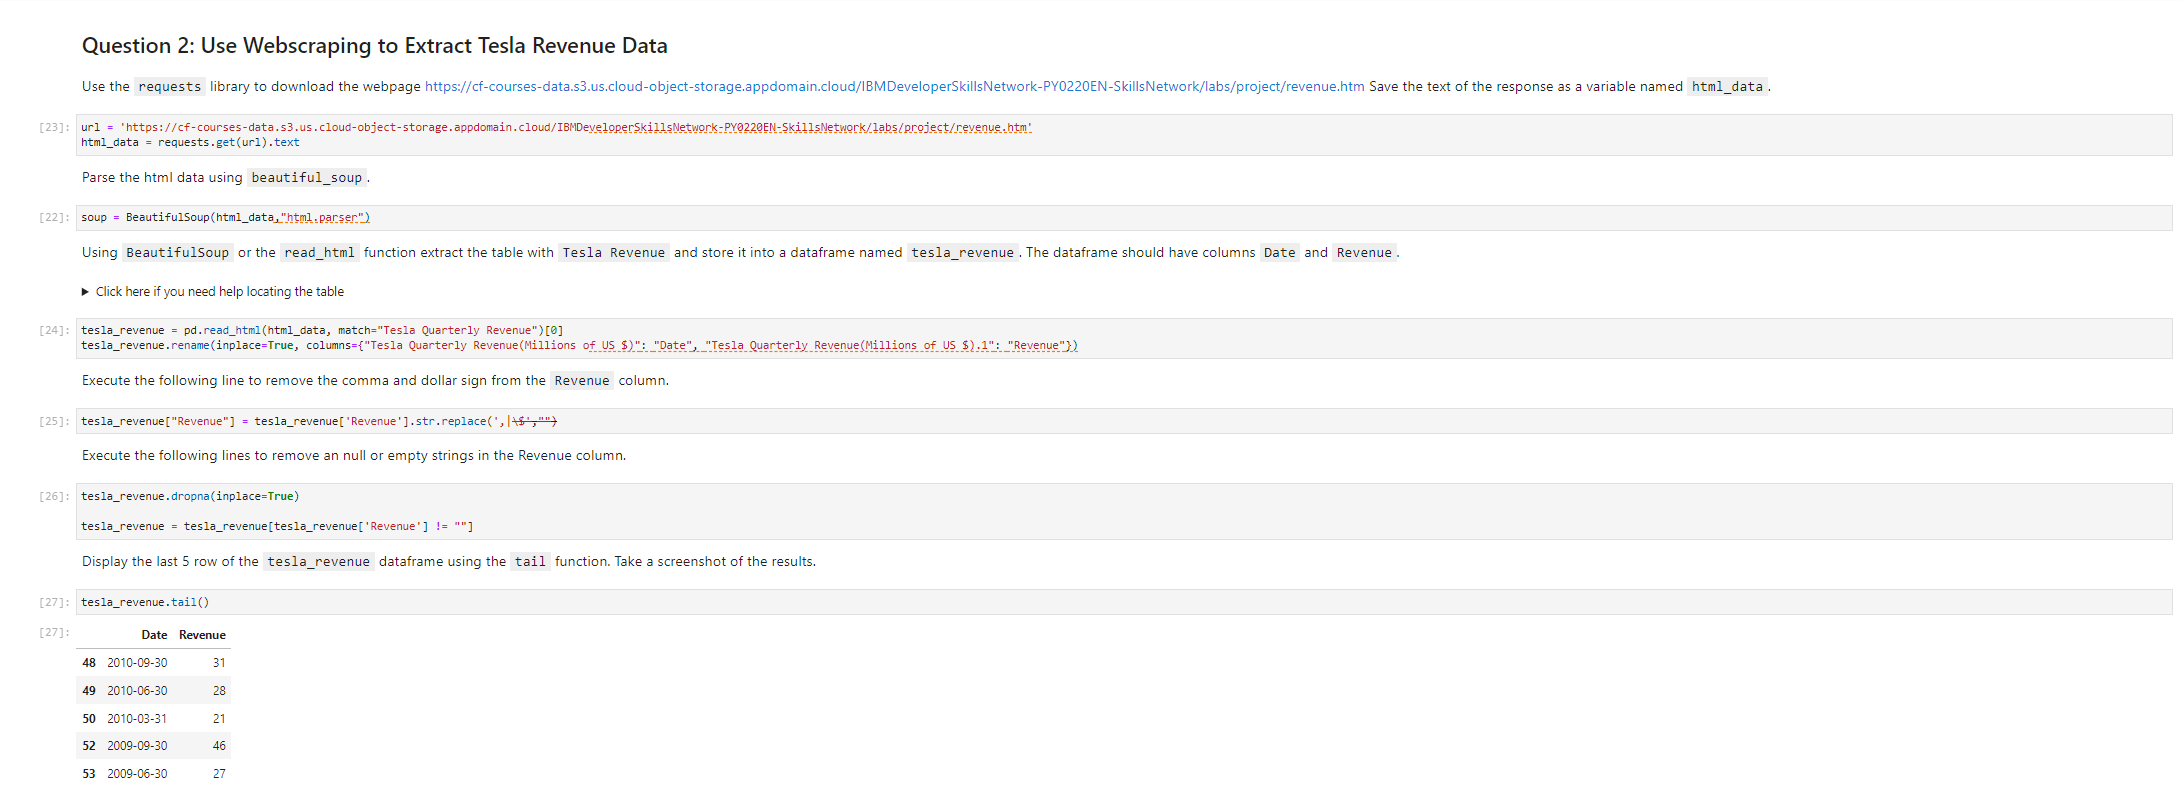 Question 2: Use Webscraping to Extract Tesla Revenue Data
Use the requests library to download the webpage https://cf-courses-data.s3.us.cloud-object-storage.appdomain.cloud/IBMDeveloperSkillsNetwork-PY0220EN-SkillsNetwork/labs/project/revenue.htm Save the text of the response as a variable named html_data.
[23]: url = 'https://cf-courses-data.s3.us.cloud-object-storage.appdomain.cloud/IBMDeveloperSkillsNetwork-PY0220EN-SkillsNetwork/labs/project/revenue.htm'
html_data = requests.get(url).text
Parse the html data using beautiful_soup.
[22]: soup = BeautifulSoup(html_data,"html.parser")
Using BeautifulSoup or the read_html function extract the table with Tesla Revenue and store it into a dataframe named tesla_revenue. The dataframe should have columns Date and Revenue.
▶ Click here if you need help locating the table
[24]: tesla_revenue = pd.read_html(html_data, match="Tesla Quarterly Revenue")[0]
tesla_revenue.rename(inplace=True, columns={"Tesla Quarterly Revenue(Millions of US $)": "Date", "Tesla Quarterly Revenue(Millions of US $).1": "Revenue"})
Execute the following line to remove the comma and dollar sign from the Revenue column.
[25]: tesla_revenue["Revenue"] = tesla_revenue['Revenue'].str.replace(',|\$',"")
Execute the following lines to remove an null or empty strings in the Revenue column.
[26]: tesla_revenue.dropna(inplace=True)
tesla_revenue = tesla_revenue[tesla_revenue['Revenue'] != ""]
Display the last 5 row of the tesla_revenue dataframe using the tail function. Take a screenshot of the results.
[27]: tesla_revenue.tail()
[27]: Date Revenue
48 2010-09-30 31
49 2010-06-30 28
50 2010-03-31 21
52 2009-09-30 46
53 2009-06-30 27